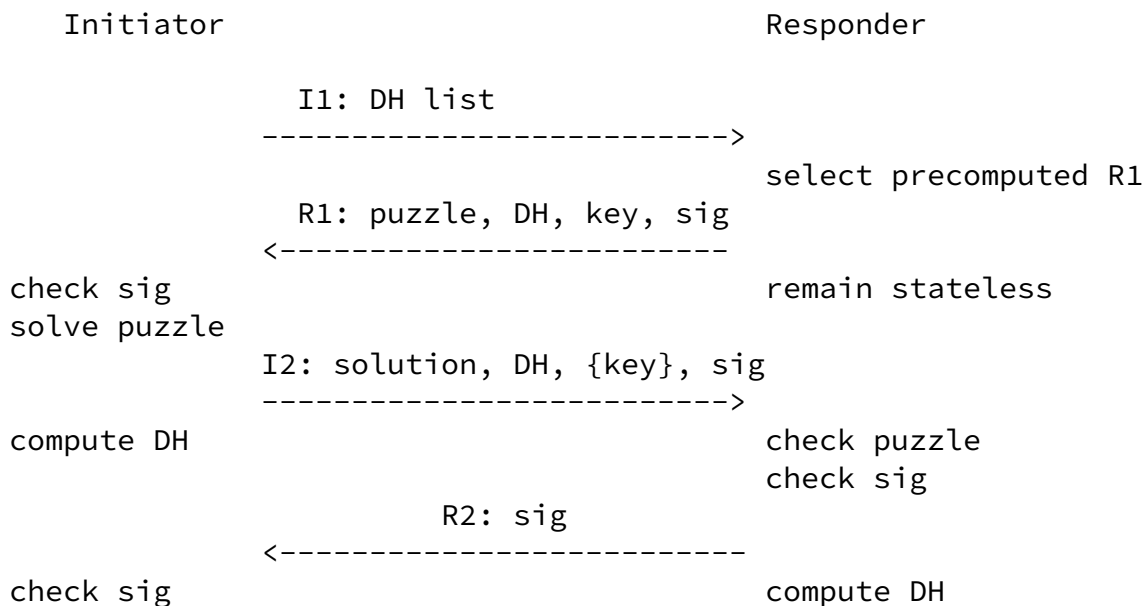 Initiator Responder
I1: DH list
-------------------------->
select precomputed R1
R1: puzzle, DH, key, sig
<-------------------------
check sig remain stateless
solve puzzle
I2: solution, DH, {key}, sig
-------------------------->
compute DH check puzzle
check sig
R2: sig
<--------------------------
check sig compute DH